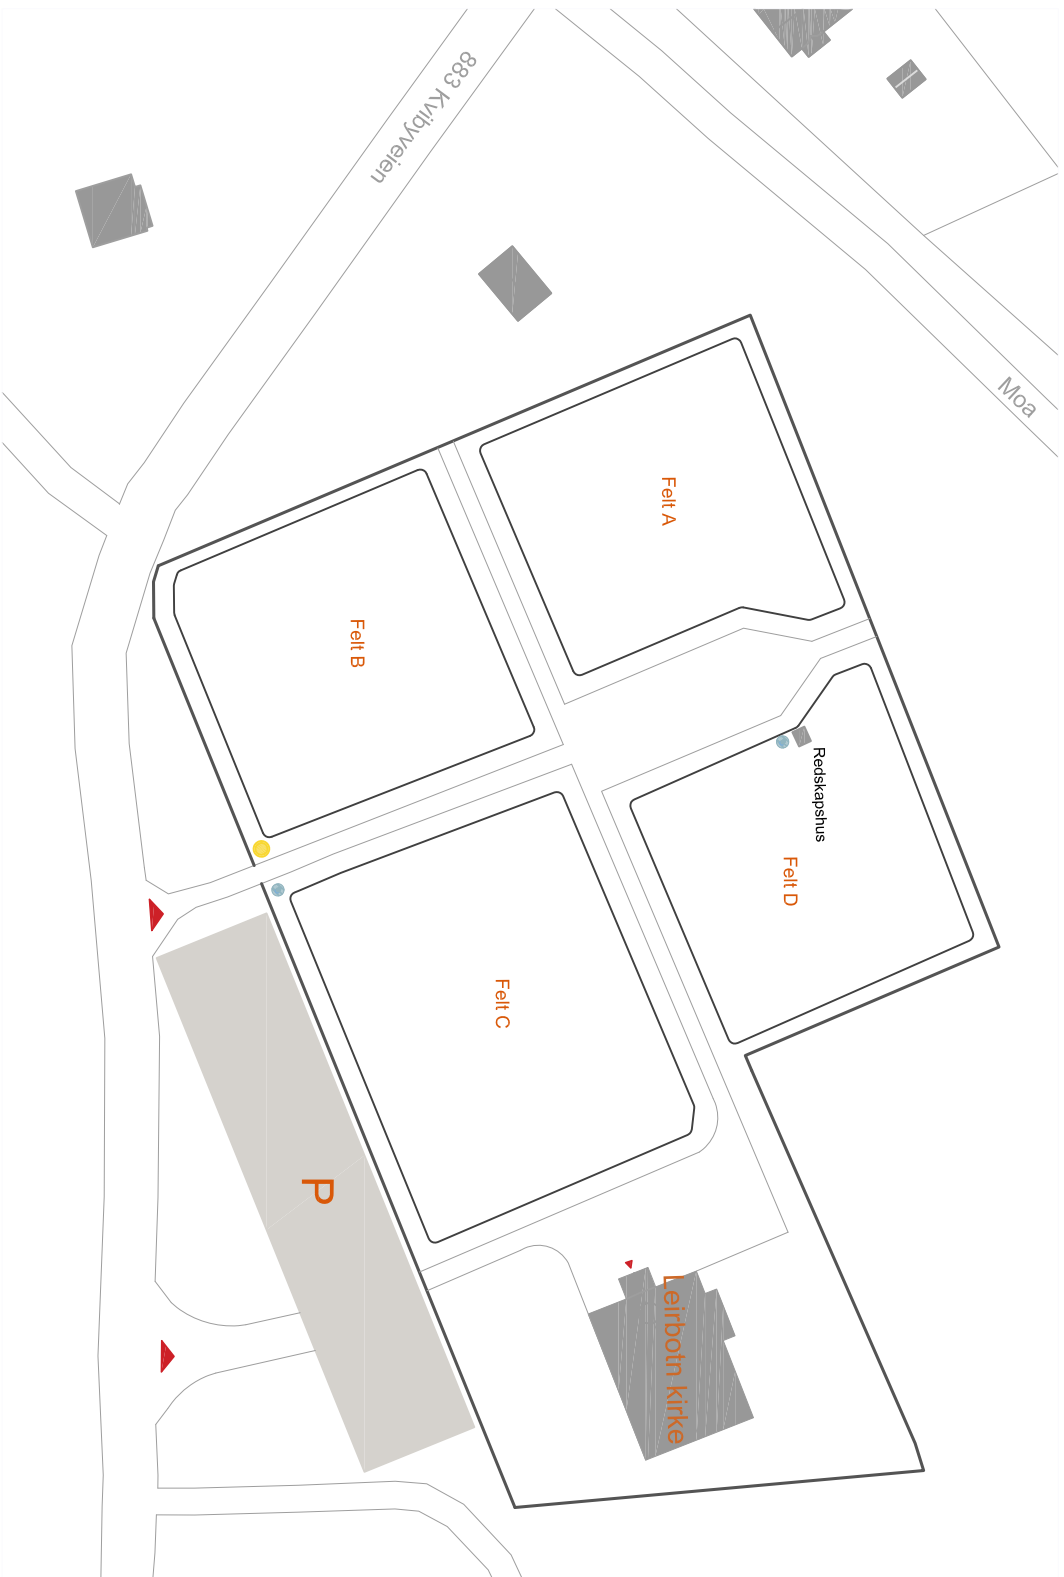 883 Kvibyveien
Moa
Felt A
Felt B
Redskapshus
Felt D
Felt C
P
Leirbotn kirke